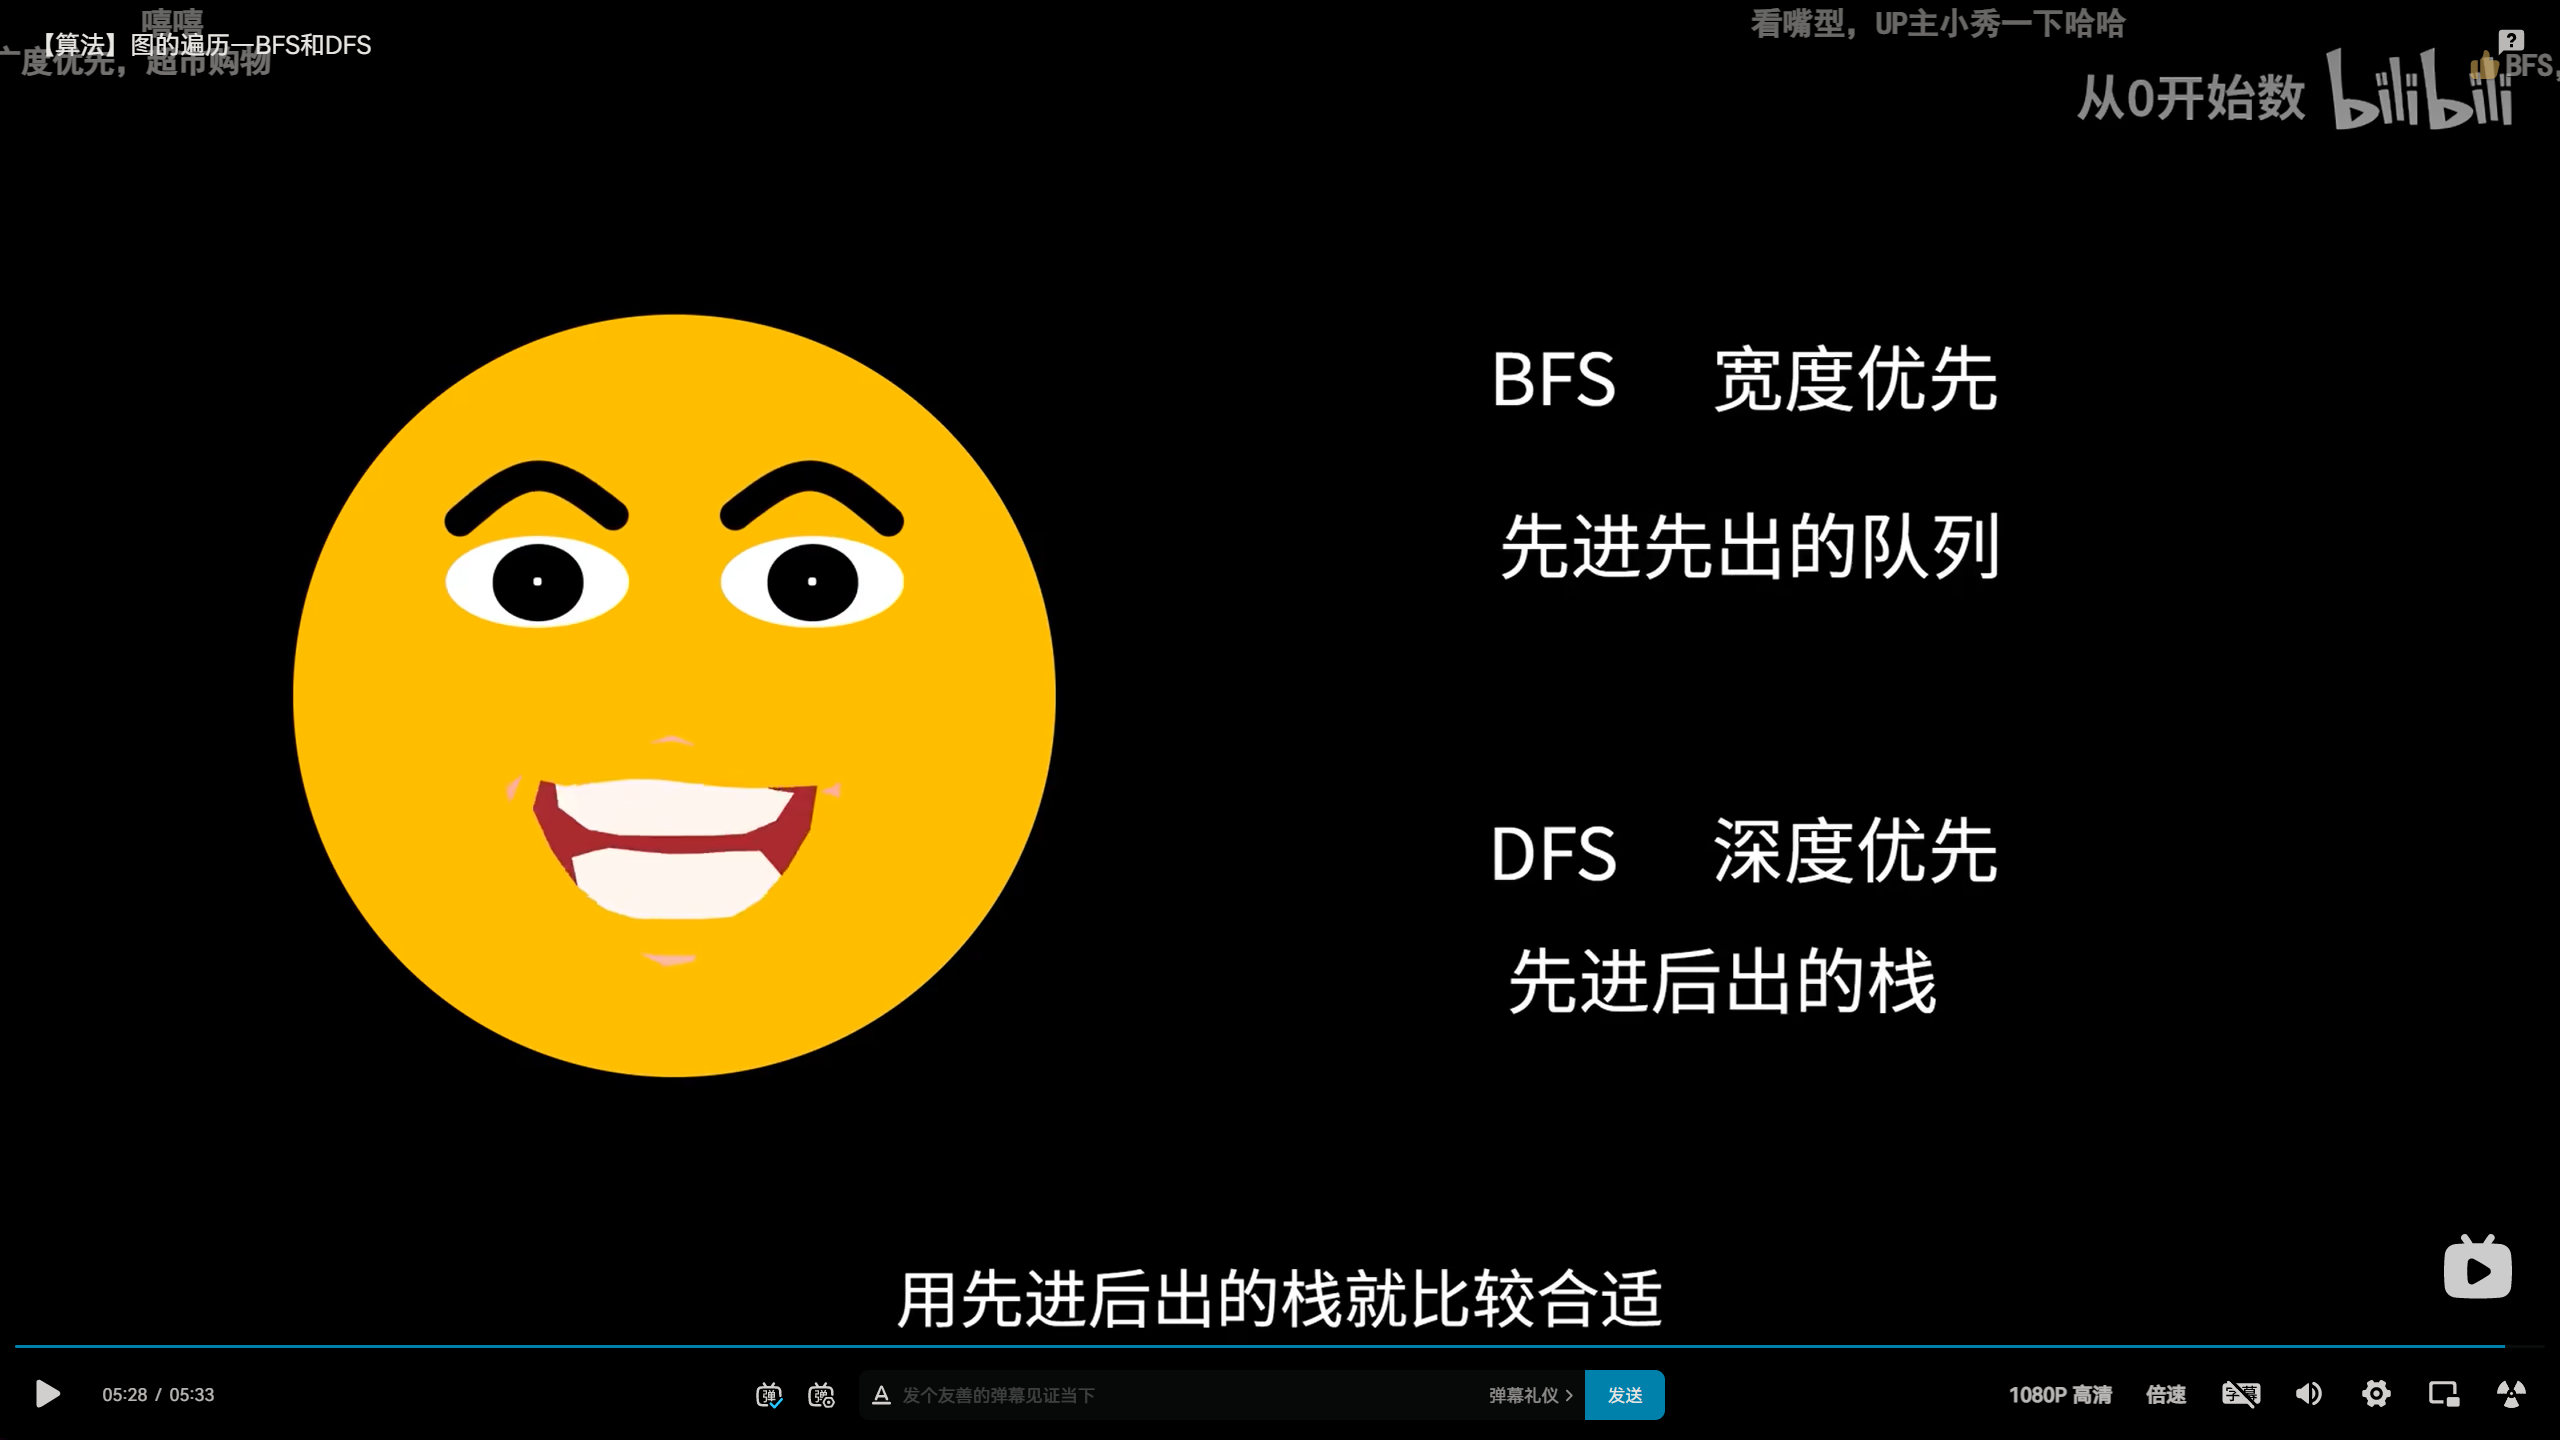 嘻嘻
看嘴型，UP主小秀一下哈哈
【算法】图的遍历—BFS和DFS
广度优先，超市购物
BFS,
从0开始数 bilibili
BFS 宽度优先
先进先出的队列
DFS 深度优先
先进后出的栈
用先进后出的栈就比较合适
05:28 / 05:33
弹
弹
A 发个友善的弹幕见证当下
弹幕礼仪 >
发送
1080P 高清
倍速
字幕